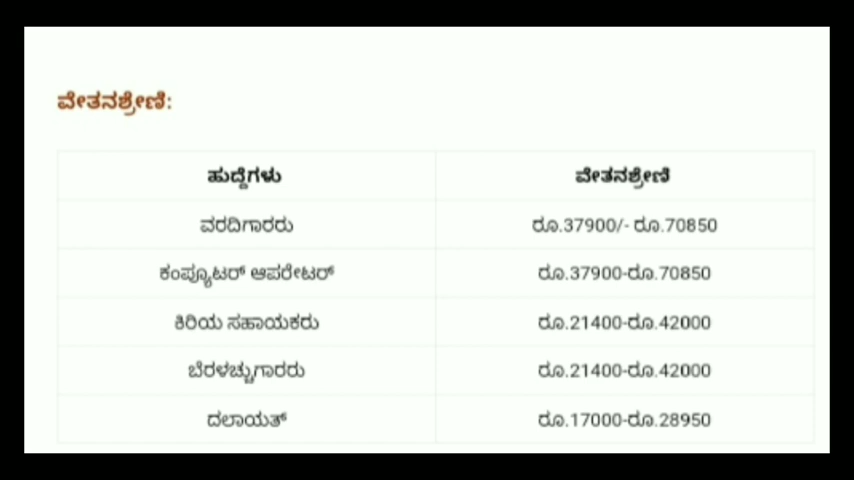 ವೇತನಶ್ರೇಣಿ:
ಹುದ್ದೆಗಳು ವೇತನಶ್ರೇಣಿ
ವರದಿಗಾರರು ರೂ.37900/- ರೂ.70850
ಕಂಪ್ಯೂಟರ್ ಆಪರೇಟರ್ ರೂ.37900-ರೂ.70850
ಕಿರಿಯ ಸಹಾಯಕರು ರೂ.21400-ರೂ.42000
ಬೆರಳಚ್ಚುಗಾರರು ರೂ.21400-ರೂ.42000
ದಲಾಯತ್ ರೂ.17000-ರೂ.28950